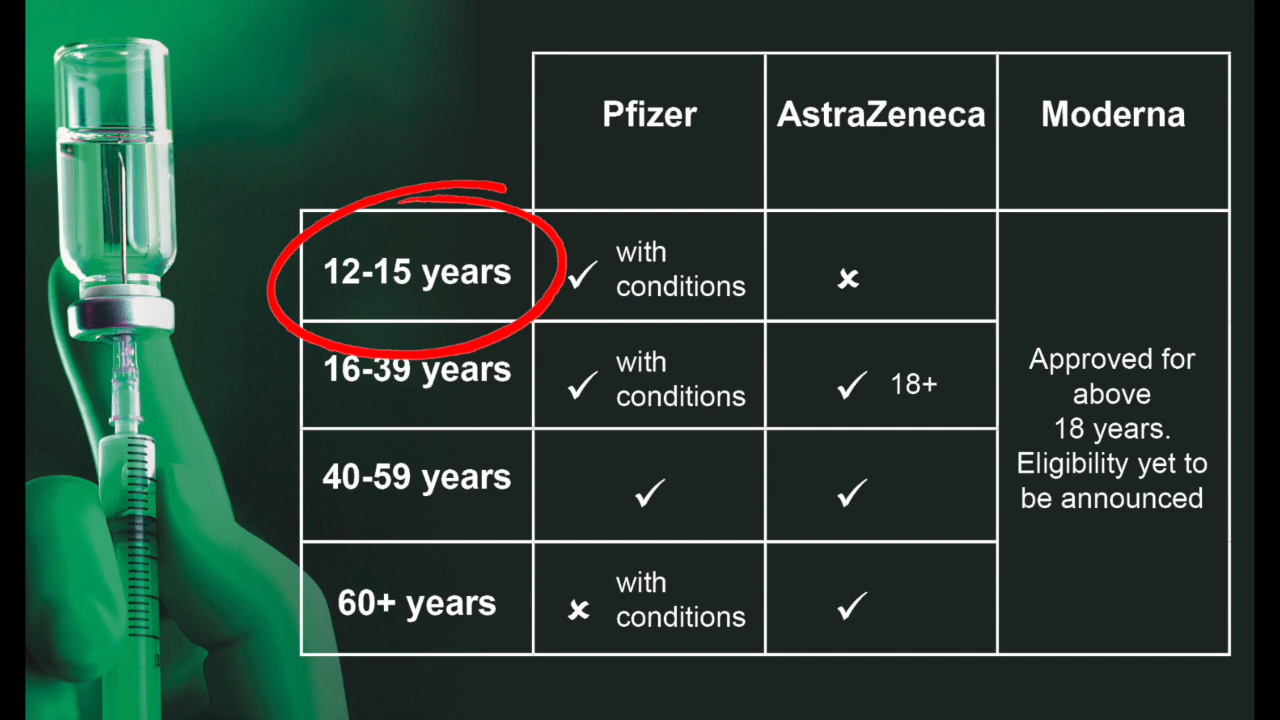 Pfizer AstraZeneca Moderna
12-15 years ✓ with conditions ✗
16-39 years ✓ with conditions ✓ 18+
40-59 years ✓ ✓
60+ years ✗ with conditions ✓
Approved for
above
18 years.
Eligibility yet to
be announced